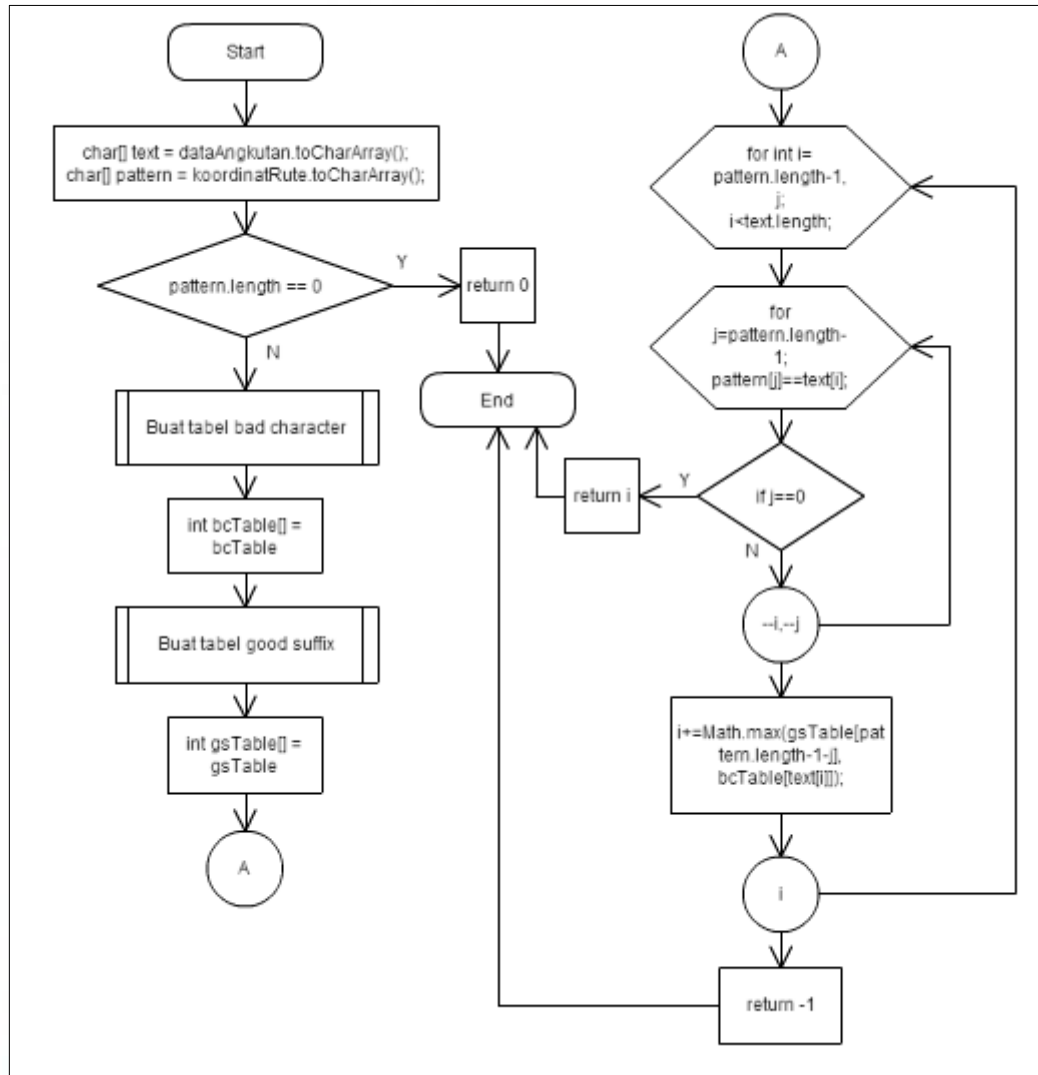 Start
char[] text = dataAngkutan.toCharArray();
char[] pattern = koordinatRute.toCharArray();
pattern.length == 0
Y
return 0
N
End
Buat tabel bad character
int bcTable[] =
bcTable
Buat tabel good suffix
int gsTable[] =
gsTable
A
A
for int i=
pattern.length-1,
j;
i<text.length;
for
j=pattern.length-
1;
pattern[j]==text[i];
if j==0
Y
return i
N
--i,--j
i+=Math.max(gsTable[pat
tern.length-1-j],
bcTable[text[i]]);
i
return -1